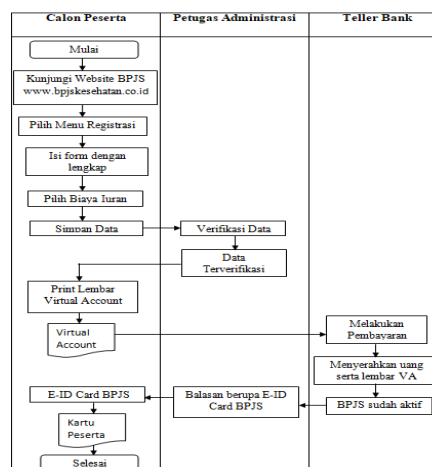 Calon Peserta
Petugas Administrasi
Teller Bank
Mulai
Kunjungi Website BPJS
www.bpjskesehatan.co.id
Pilih Menu Registrasi
Isi form dengan
lengkap
Pilih Biaya Iuran
Simpan Data
Verifikasi Data
Data
Terverifikasi
Print Lembar
Virtual Account
Virtual
Account
Melakukan
Pembayaran
Menyerahkan uang
serta lembar VA
BPJS sudah aktif
Balasan berupa E-ID
Card BPJS
E-ID Card BPJS
Kartu
Peserta
Selesai